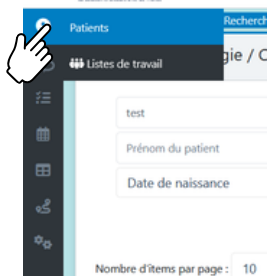 Patients
Recherch
Listes de travail
gie / C
test
Prénom du patient
Date de naissance
Nombre d'items par page : 10